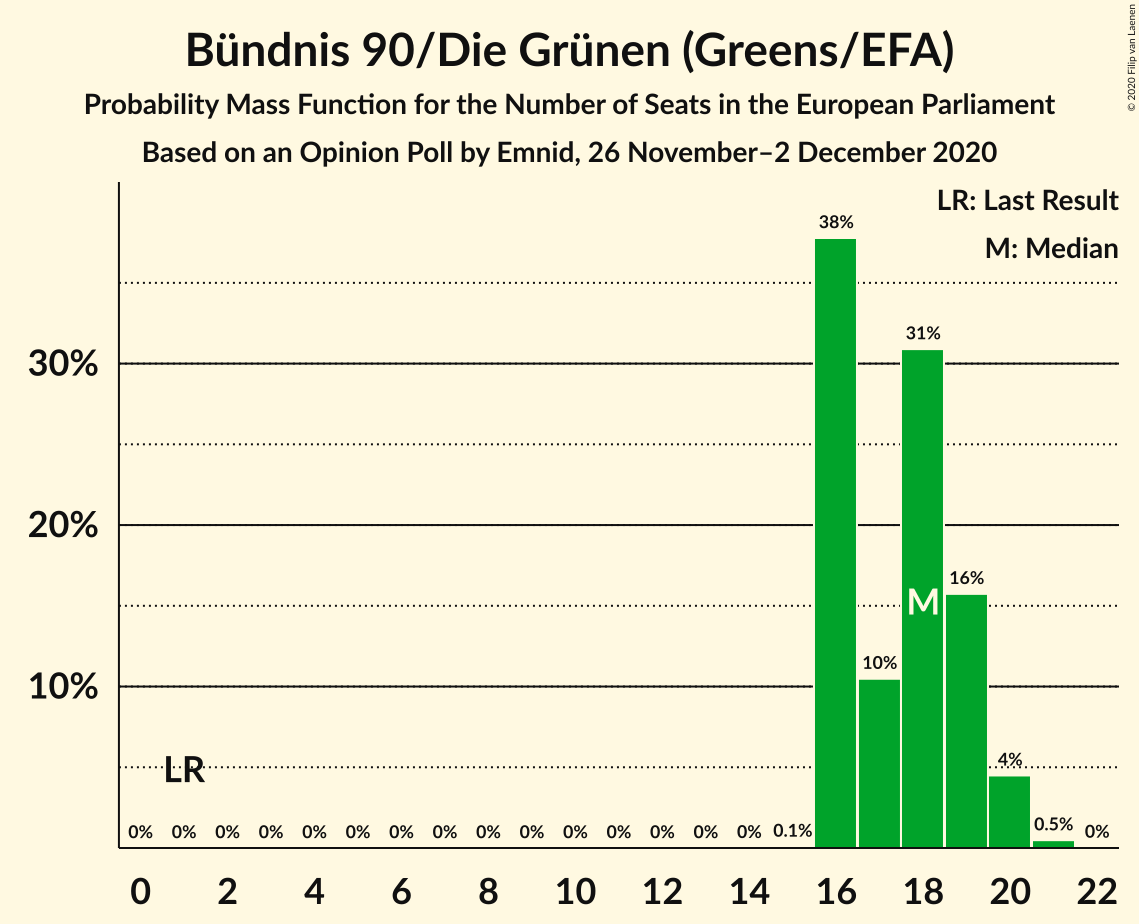 Bündnis 90/Die Grünen (Greens/EFA)
Probability Mass Function for the Number of Seats in the European Parliament
Based on an Opinion Poll by Emnid, 26 November–2 December 2020
© 2020 Filip van Laenen
LR: Last Result
M: Median
38%
31%
30%
20%
16%
M
10%
10%
LR
4%
0% 0% 0% 0% 0% 0% 0% 0% 0% 0% 0% 0% 0% 0% 0% 0.1% 0.5% 0%
0 2 4 6 8 10 12 14 16 18 20 22